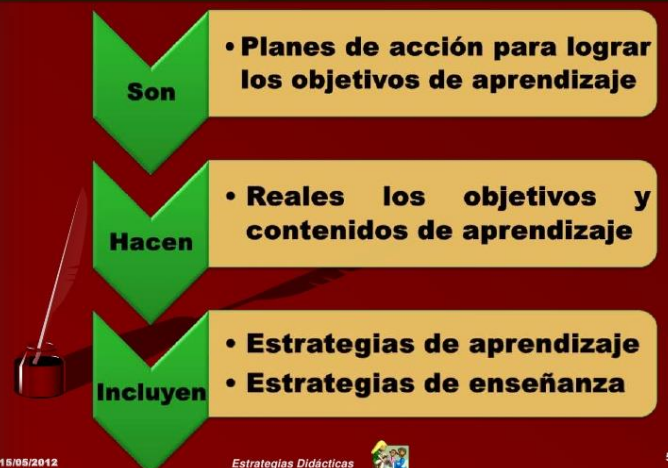 Son
• Planes de acción para lograr
los objetivos de aprendizaje
Hacen
• Reales los objetivos y
contenidos de aprendizaje
Incluyen
• Estrategias de aprendizaje
• Estrategias de enseñanza
15/05/2012
Estrategias Didácticas